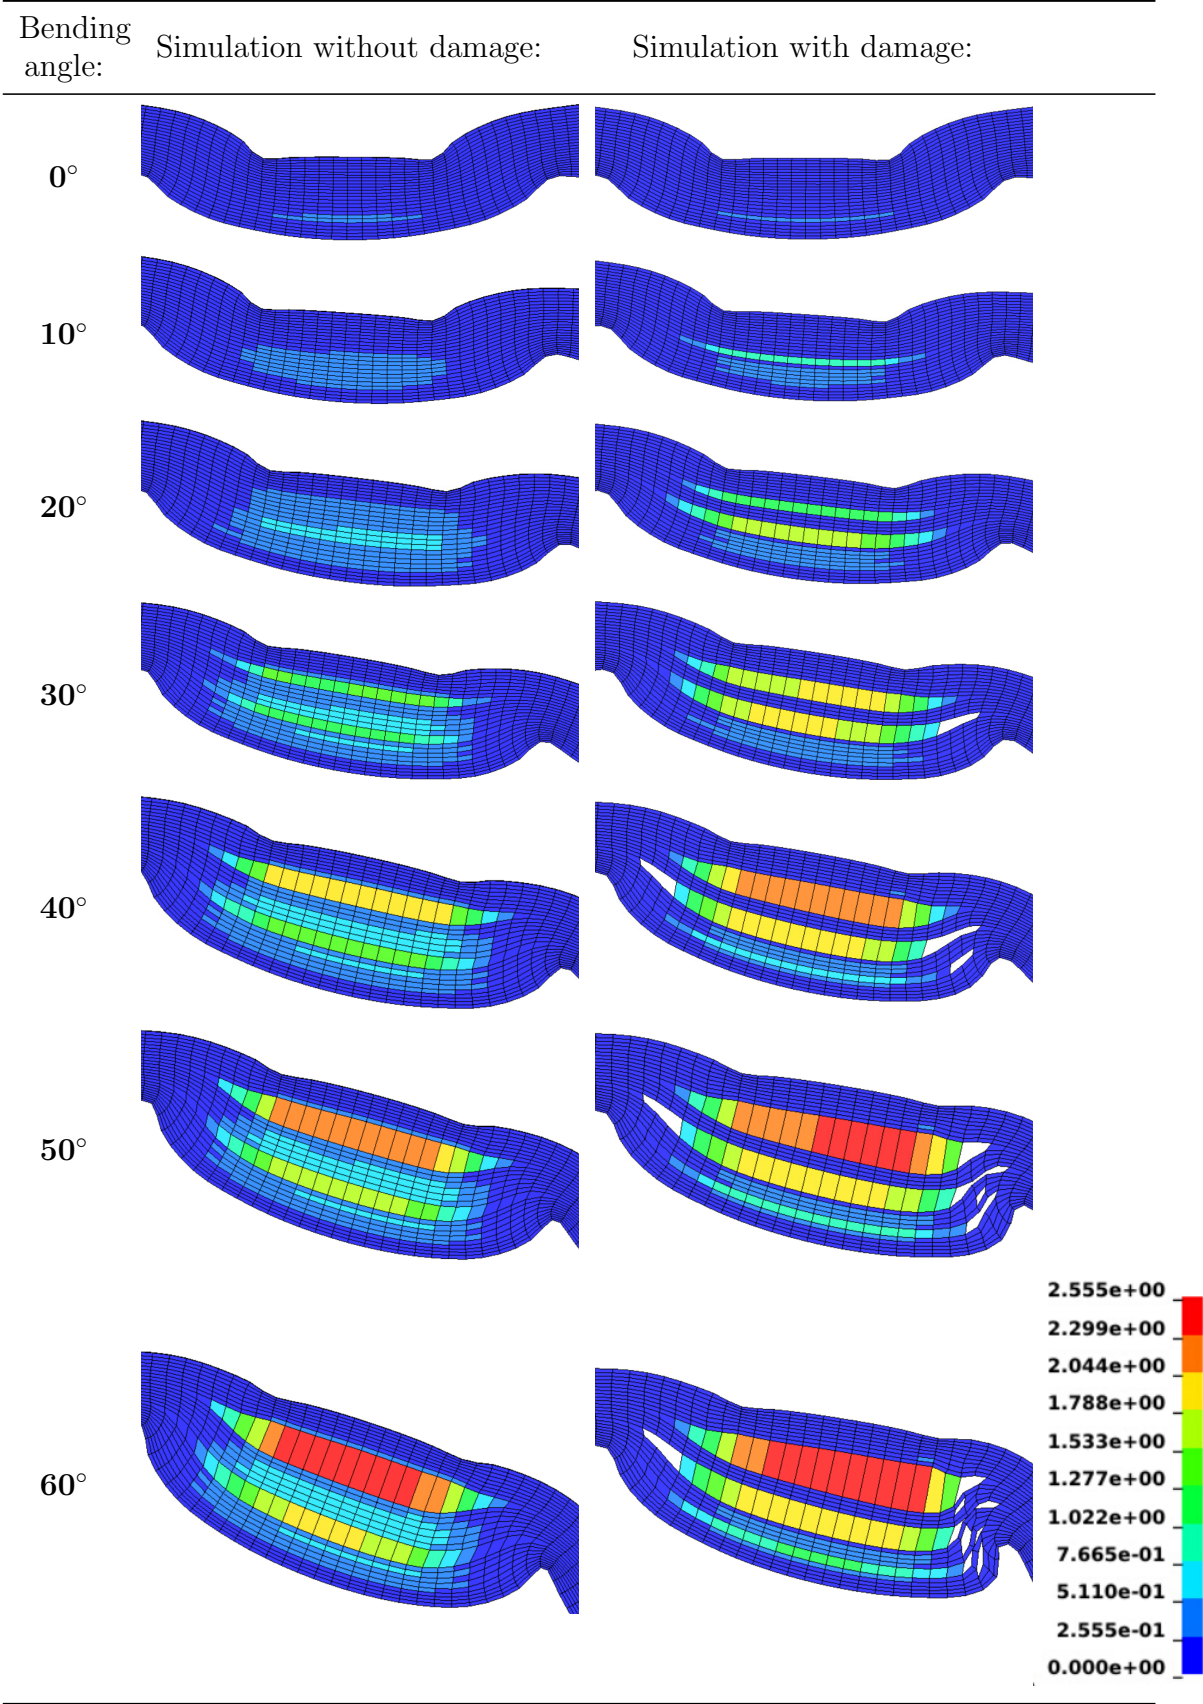 Bending
angle:
Simulation without damage:
Simulation with damage:
0°
10°
20°
30°
40°
50°
60°
2.555e+00
2.299e+00
2.044e+00
1.788e+00
1.533e+00
1.277e+00
1.022e+00
7.665e-01
5.110e-01
2.555e-01
0.000e+00